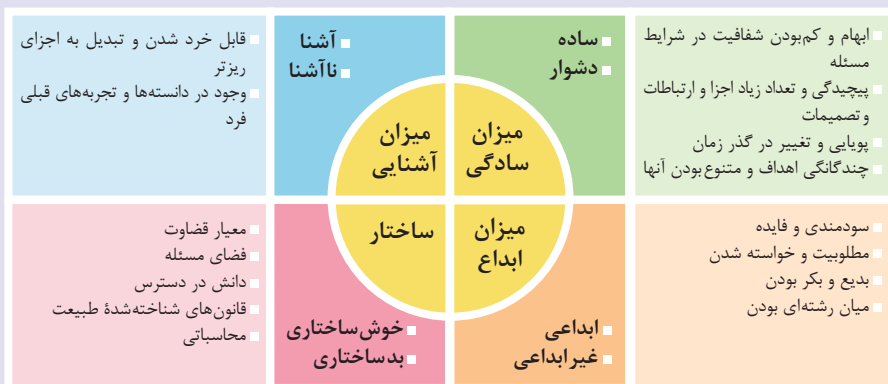 ابهام و کم‌بودن شفافیت در شرایط
مسئله
پیچیدگی و تعداد زیاد اجزا و ارتباطات
و تصمیمات
پویایی و تغییر در گذر زمان
چندگانگی اهداف و متنوع‌بودن آنها
ساده
دشوار
میزان
سادگی
آشنا
ناآشنا
میزان
آشنایی
قابل خرد شدن و تبدیل به اجزای
ریزتر
وجود در دانسته‌ها و تجربه‌های قبلی
فرد
سودمندی و فایده
مطلوبیت و خواسته شدن
بدیع و بکر بودن
میان رشته‌ای بودن
میزان
ابداع
ابداعی
غیرابداعی
ساختار
خوش‌ساختاری
بدساختاری
معیار قضاوت
فضای مسئله
دانش در دسترس
قانون‌های شناخته‌شدهٔ طبیعت
محاسباتی